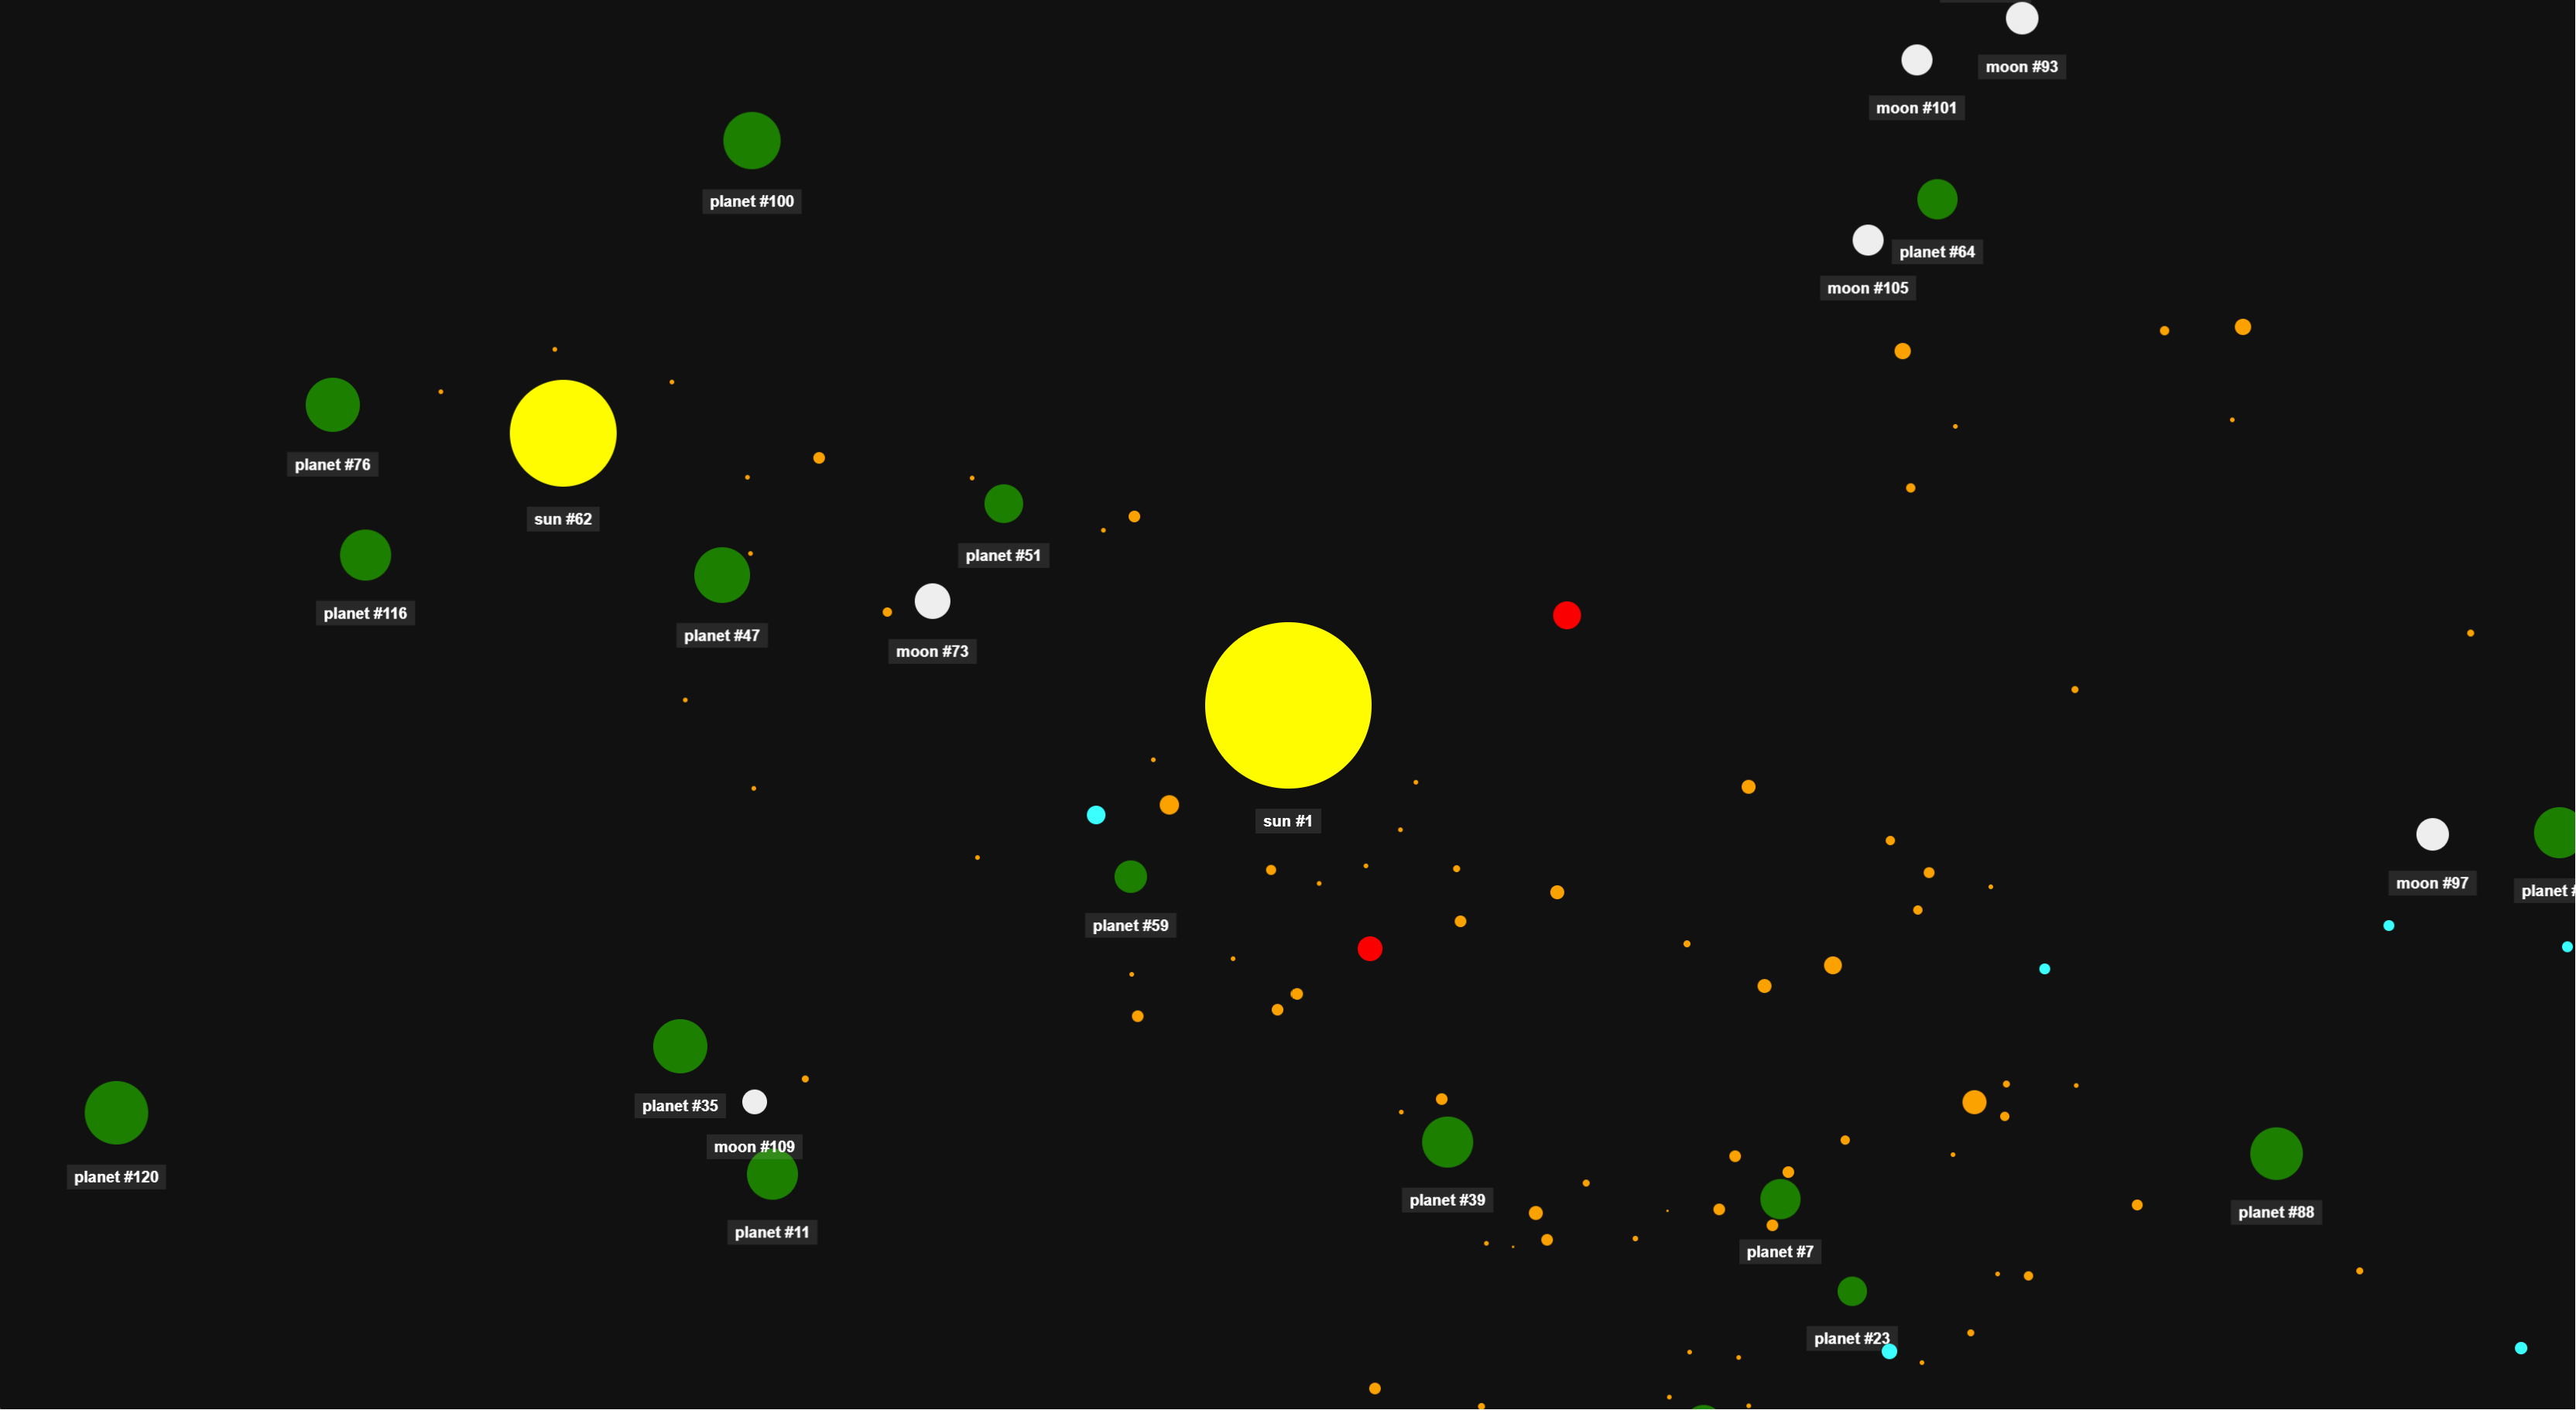 moon #93
moon #101
planet #100
planet #64
moon #105
planet #76
sun #62
planet #51
planet #116
planet #47
moon #73
sun #1
moon #97
planet #
planet #59
planet #35
moon #109
planet #120
planet #39
planet #88
planet #11
planet #7
planet #23